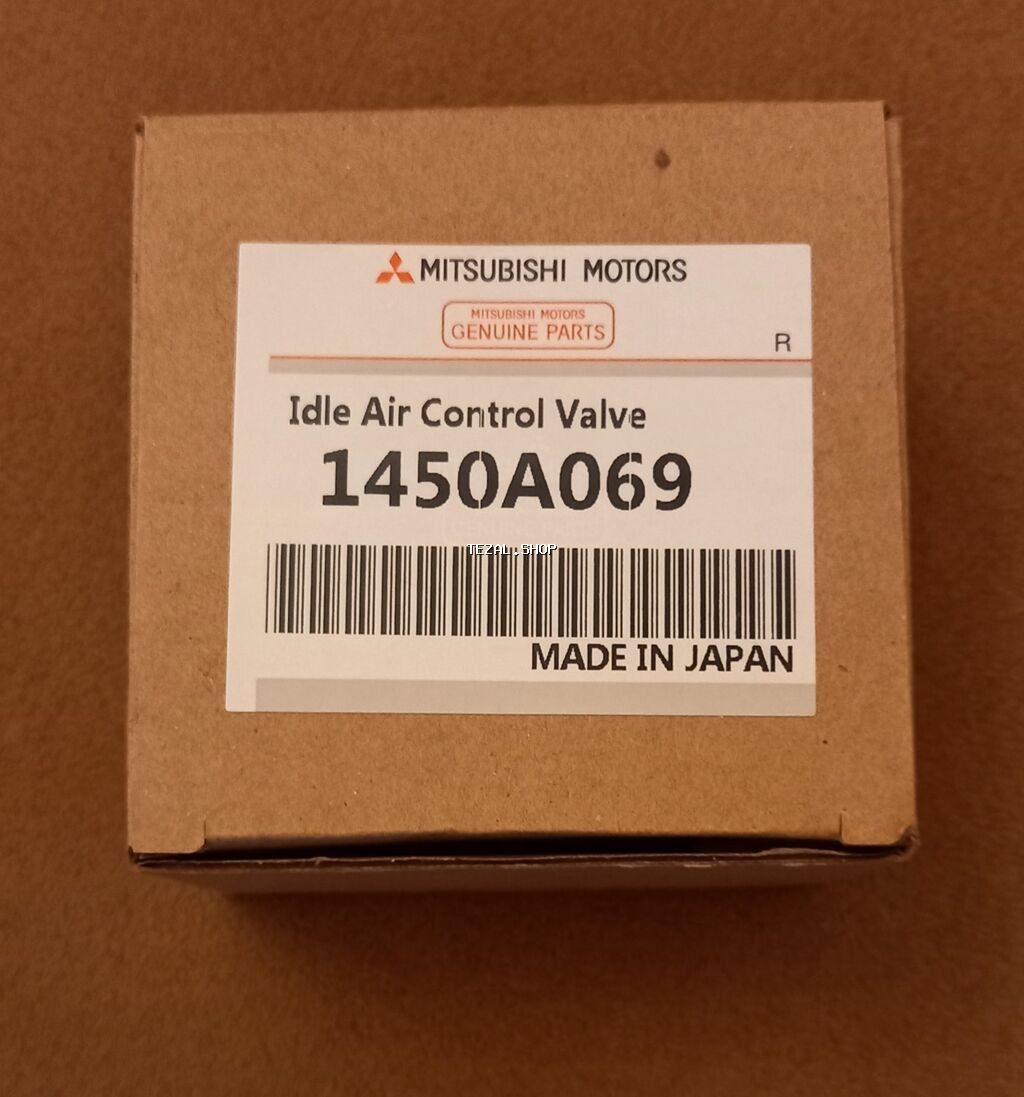 MITSUBISHI MOTORS
MITSUBISHI MOTORS
GENUINE PARTS
R
Idle Air Control Valve
1450A069
TEZAL.SHOP
MADE IN JAPAN